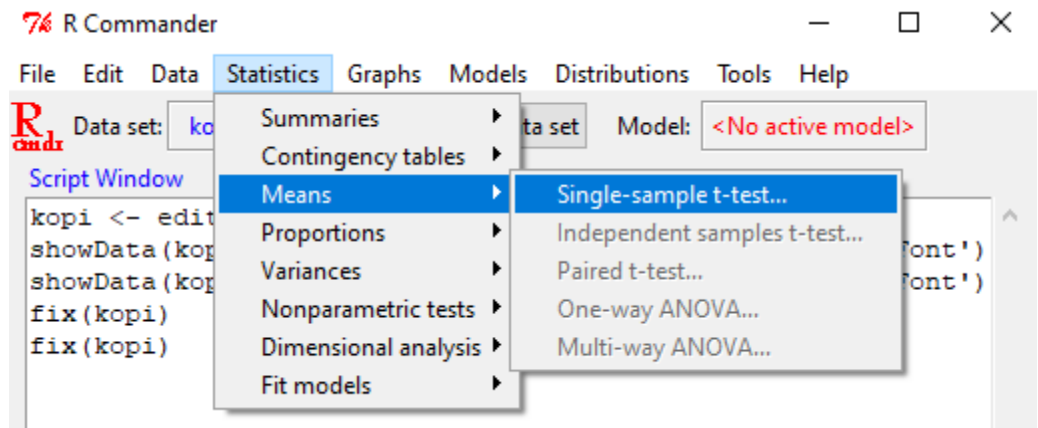 R Commander
File Edit Data Statistics Graphs Models Distributions Tools Help
R cmdr Data set: ko ta set Model: <No active model>
Summaries
Contingency tables
Script Window Means Single-sample t-test...
kopi <- edit Proportions Independent samples t-test...
showData(kop Variances Paired t-test... font')
showData(kop Nonparametric tests One-way ANOVA... font')
fix(kopi) Dimensional analysis Multi-way ANOVA...
fix(kopi) Fit models